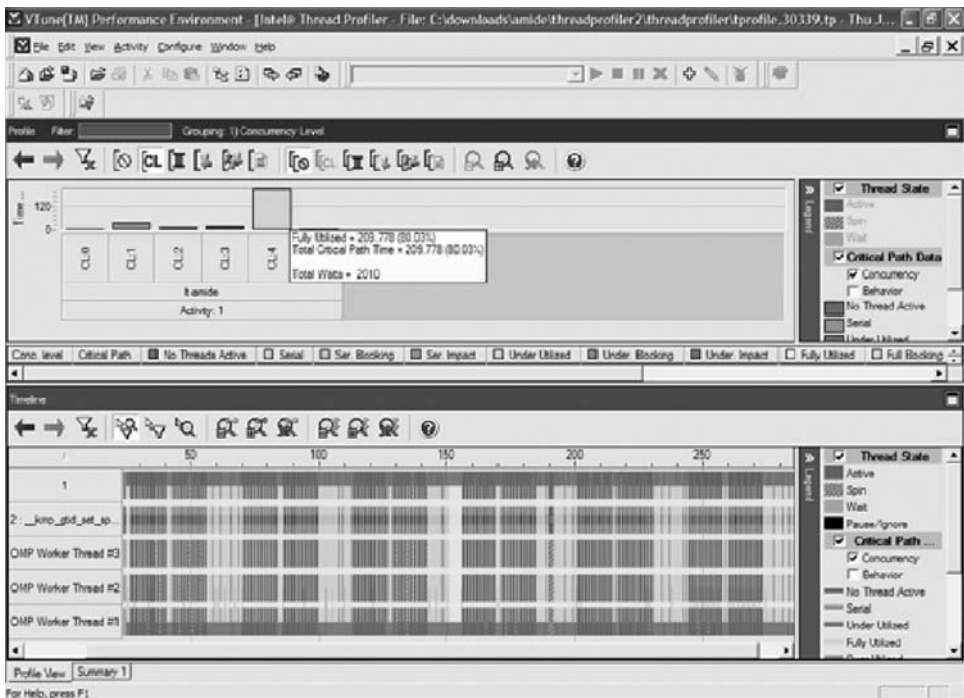 VTune(TM) Performance Environment - [Intel® Thread Profiler - File: C:\downloads\amide\threadprofiler2\threadprofiler\tprofile.30339.tp - Thu J...
File Edit View Activity Configure Window Help
Profile Filter: Grouping: 1) Concurrency Level
CL
Time ...
120
0
CL:0 CL:1 CL:2 CL:3 CL:4
Fully Utilized = 209.778 (80.03%)
Total Critical Path Time = 209.778 (80.03%)
Total Waits = 2010
Activity: 1
Legend
Thread State
Active
Spin
Wait
Critical Path Data
Concurrency
Behavior
No Thread Active
Serial
Under Utilized
Conc. level Critical Path No Threads Active Serial Ser. Blocking Ser. Impact Under Utilized Under. Blocking Under. Impact Fully Utilized Full Blocking
Timeline
50 100 150 200 250
1
OMP Worker Thread #3
OMP Worker Thread #2
OMP Worker Thread #1
Legend
Thread State
Active
Spin
Wait
Pause/Ignore
Critical Path ...
Concurrency
Behavior
No Thread Active
Serial
Under Utilized
Fully Utilized
Profile View Summary 1
For Help, press F1